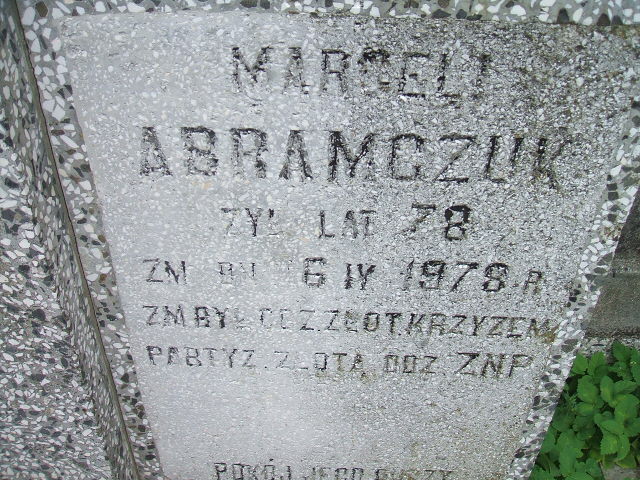 MARCELI
ABRAMCZUK
ŻYŁ LAT 78
ZM 6 IV 1978 R
ZM BYŁ ODZ. ZŁOT. KRZYŻEM
PARTYZ. ZŁOTĄ ODZ. ZNP
POKÓJ JEGO DUSZY